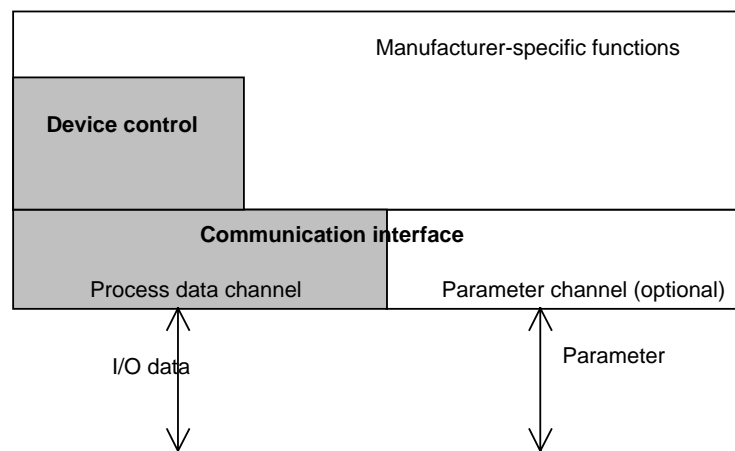 Manufacturer-specific functions
Device control
Communication interface
Process data channel
Parameter channel (optional)
I/O data
Parameter